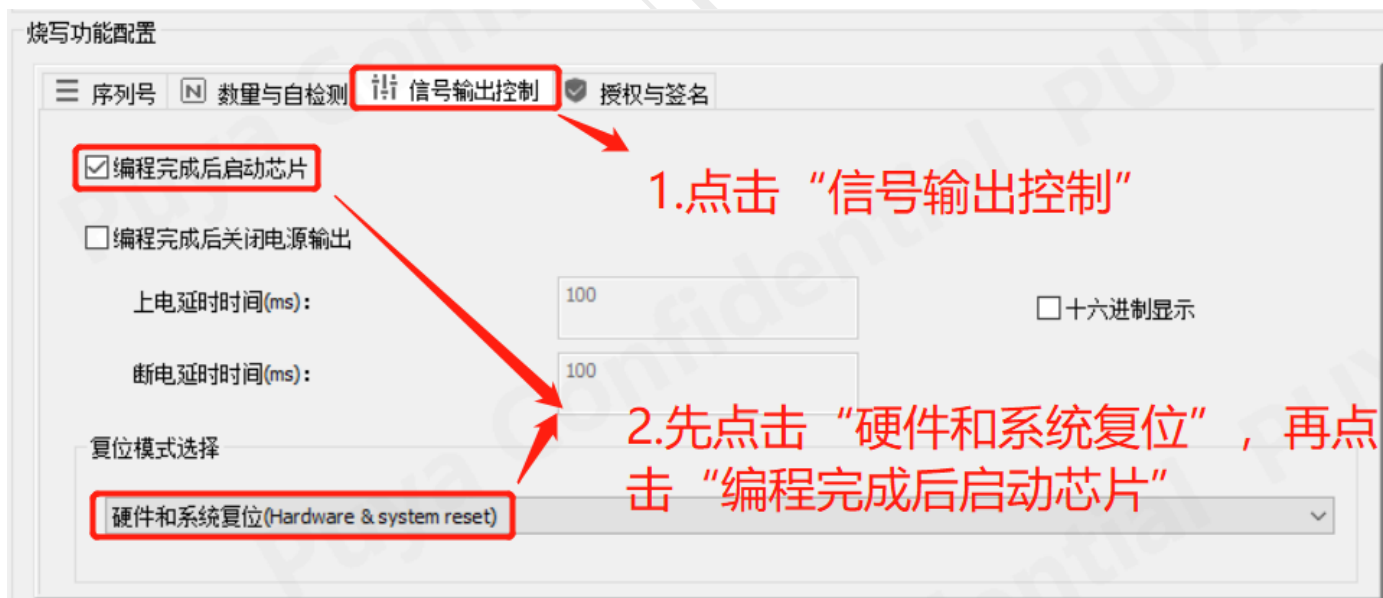 烧写功能配置
序列号 N 数量与自检测 信号输出控制 授权与签名
编程完成后启动芯片
1.点击“信号输出控制”
编程完成后关闭电源输出
上电延时时间(ms)： 100 十六进制显示
断电延时时间(ms)： 100
2.先点击“硬件和系统复位”，再点
击“编程完成后启动芯片”
复位模式选择
硬件和系统复位(Hardware & system reset)
Puya Confidential PUYA
Puya Confidential PUY